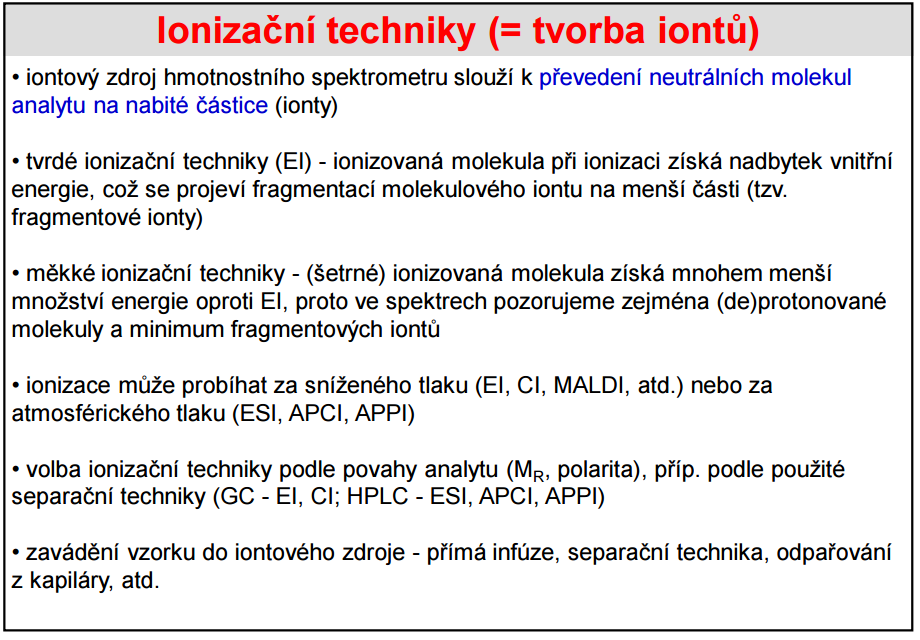 Ionizační techniky (= tvorba iontů)
• iontový zdroj hmotnostního spektrometru slouží k převedení neutrálních molekul
analytu na nabité částice (ionty)
• tvrdé ionizační techniky (EI) - ionizovaná molekula při ionizaci získá nadbytek vnitřní
energie, což se projeví fragmentací molekulového iontu na menší části (tzv.
fragmentové ionty)
• měkké ionizační techniky - (šetrné) ionizovaná molekula získá mnohem menší
množství energie oproti EI, proto ve spektrech pozorujeme zejména (de)protonované
molekuly a minimum fragmentových iontů
• ionizace může probíhat za sníženého tlaku (EI, CI, MALDI, atd.) nebo za
atmosférického tlaku (ESI, APCI, APPI)
• volba ionizační techniky podle povahy analytu (MR, polarita), příp. podle použité
separační techniky (GC - EI, CI; HPLC - ESI, APCI, APPI)
• zavádění vzorku do iontového zdroje - přímá infúze, separační technika, odpařování
z kapiláry, atd.